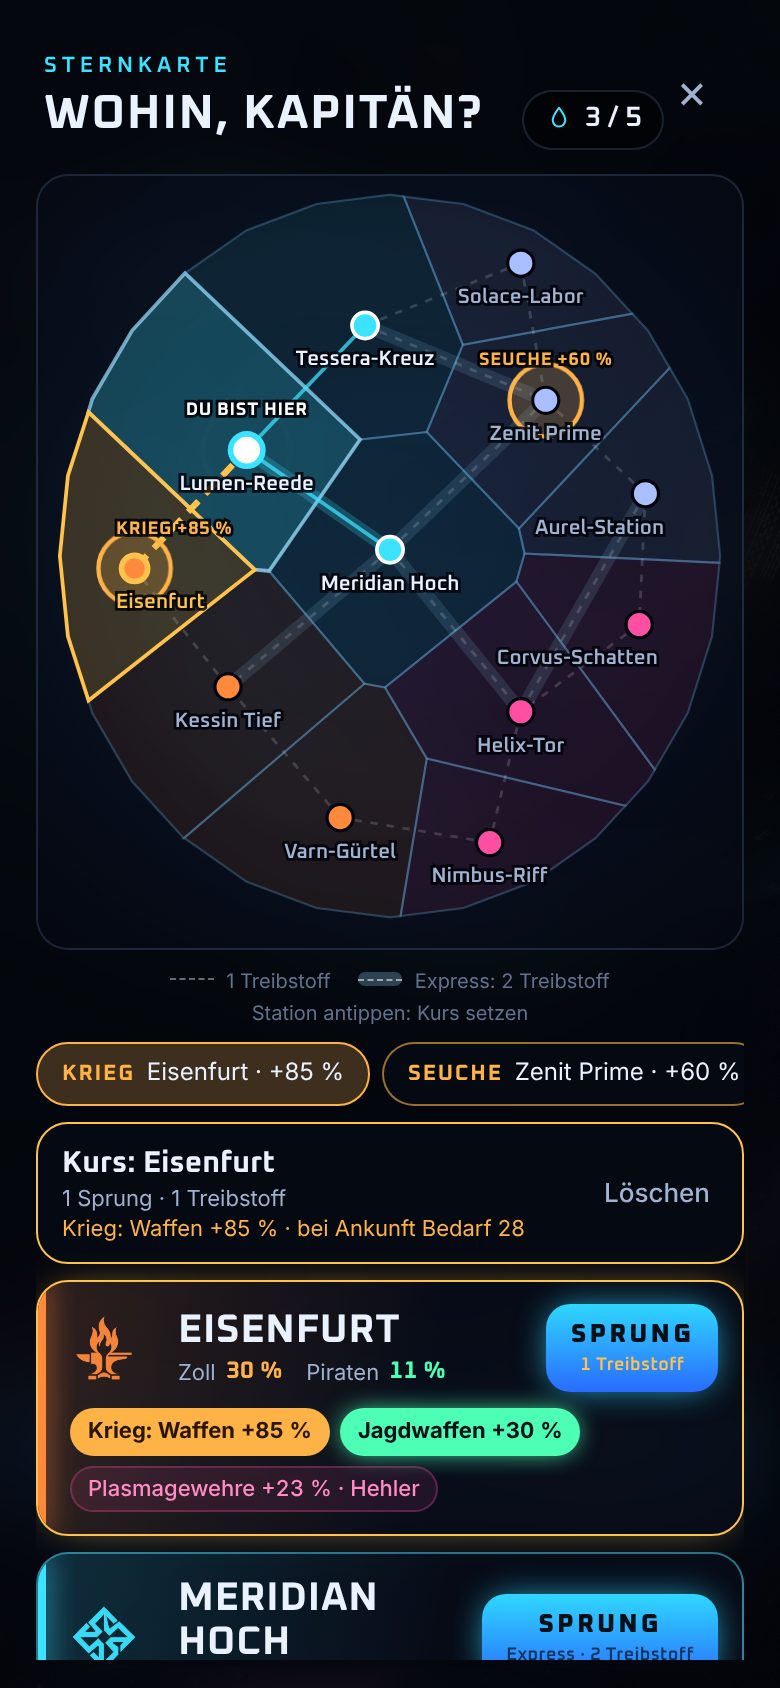 STERNKARTE
WOHIN, KAPITÄN?
3 / 5
Solace-Labor
Tessera-Kreuz
SEUCHE +60 %
DU BIST HIER
Zenit Prime
Lumen-Reede
KRIEG +85 %
Aurel-Station
Meridian Hoch
Eisenfurt
Corvus-Schatten
Kessin Tief
Helix-Tor
Varn-Gürtel
Nimbus-Riff
1 Treibstoff Express: 2 Treibstoff
Station antippen: Kurs setzen
KRIEG Eisenfurt · +85 % SEUCHE Zenit Prime · +60 %
Kurs: Eisenfurt
1 Sprung · 1 Treibstoff
Löschen
Krieg: Waffen +85 % · bei Ankunft Bedarf 28
EISENFURT
SPRUNG
1 Treibstoff
Zoll 30 % Piraten 11 %
Krieg: Waffen +85 % Jagdwaffen +30 %
Plasmagewehre +23 % · Hehler
MERIDIAN
HOCH
SPRUNG
Express · 2 Treibstoff